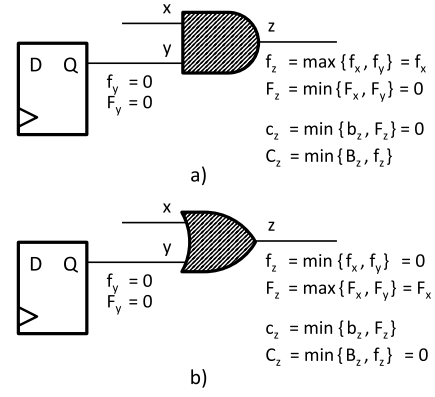 x
z
D Q
y
f_y = 0
F_y = 0
f_z = max {f_x, f_y} = f_x
F_z = min{F_x, F_y} = 0
c_z = min {b_z, F_z} = 0
C_z = min{B_z, f_z}
a)
x
z
D Q
y
f_y = 0
F_y = 0
f_z = min {f_x, f_y} = 0
F_z = max{F_x, F_y} = F_x
c_z = min {b_z, F_z}
C_z = min{B_z, f_z} = 0
b)